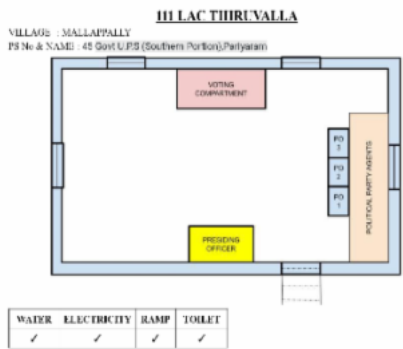 111 LAC THIRUVALLA
VILLAGE : MALLAPPALLY
PS No & NAME : 45 Govt U.P.S (Southern Portion),Pariyaram
VOTING
COMPARTMENT
PO
3
PO
2
PO
1
POLITICAL PARTY AGENTS
PRESIDING
OFFICER
WATER ELECTRICITY RAMP TOILET
✓ ✓ ✓ ✓